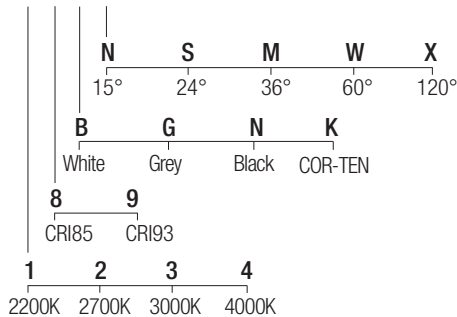 N S M W X
15° 24° 36° 60° 120°
B G N K
White Grey Black COR-TEN
8 9
CRI85 CRI93
1 2 3 4
2200K 2700K 3000K 4000K